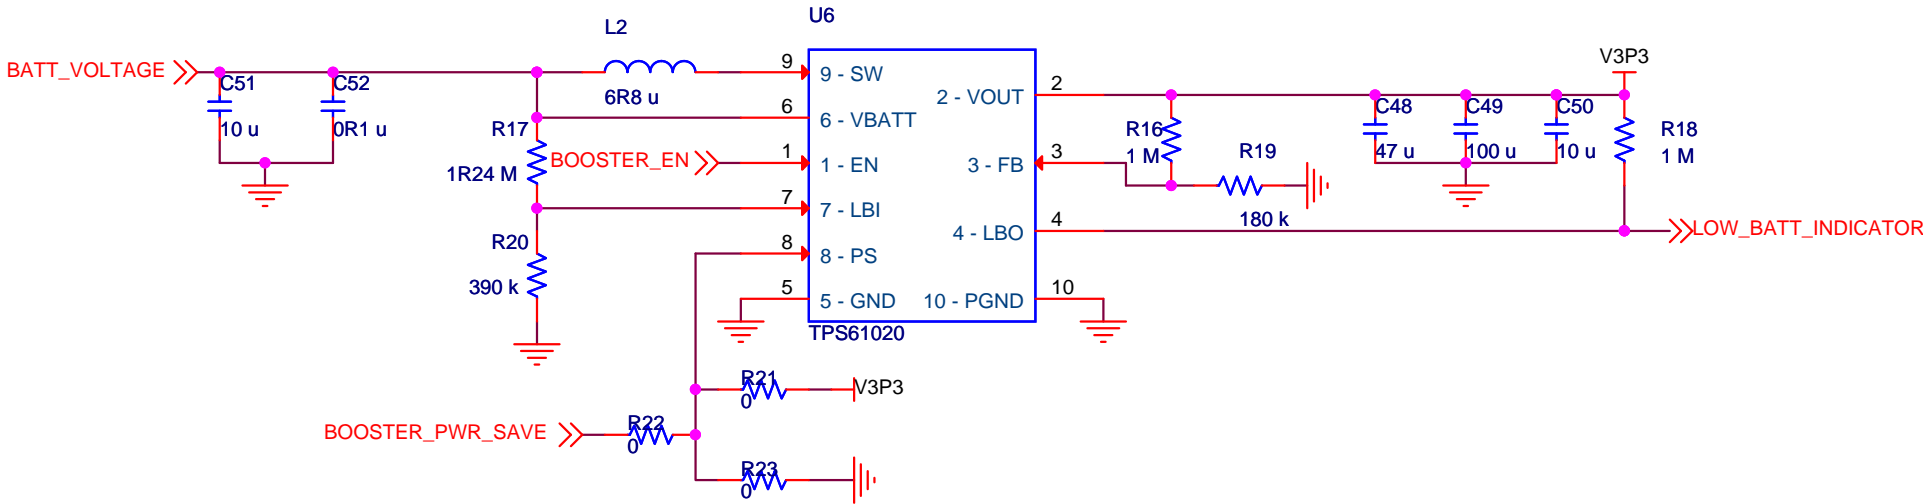 U6
L2
V3P3
9
BATT_VOLTAGE
9 - SW
C51
C52
6R8 u
2
2 - VOUT
6
C48
C49
C50
6 - VBATT
10 u
0R1 u
R17
R16
R18
1
BOOSTER_EN
1 - EN
3
3 - FB
1 M
R19
47 u
100 u
10 u
1 M
1R24 M
7
7 - LBI
4
180 k
LOW_BATT_INDICATOR
4 - LBO
R20
8
8 - PS
390 k
5
5 - GND
10 - PGND
10
TPS61020
R21
0
V3P3
BOOSTER_PWR_SAVE
R22
0
R23
0